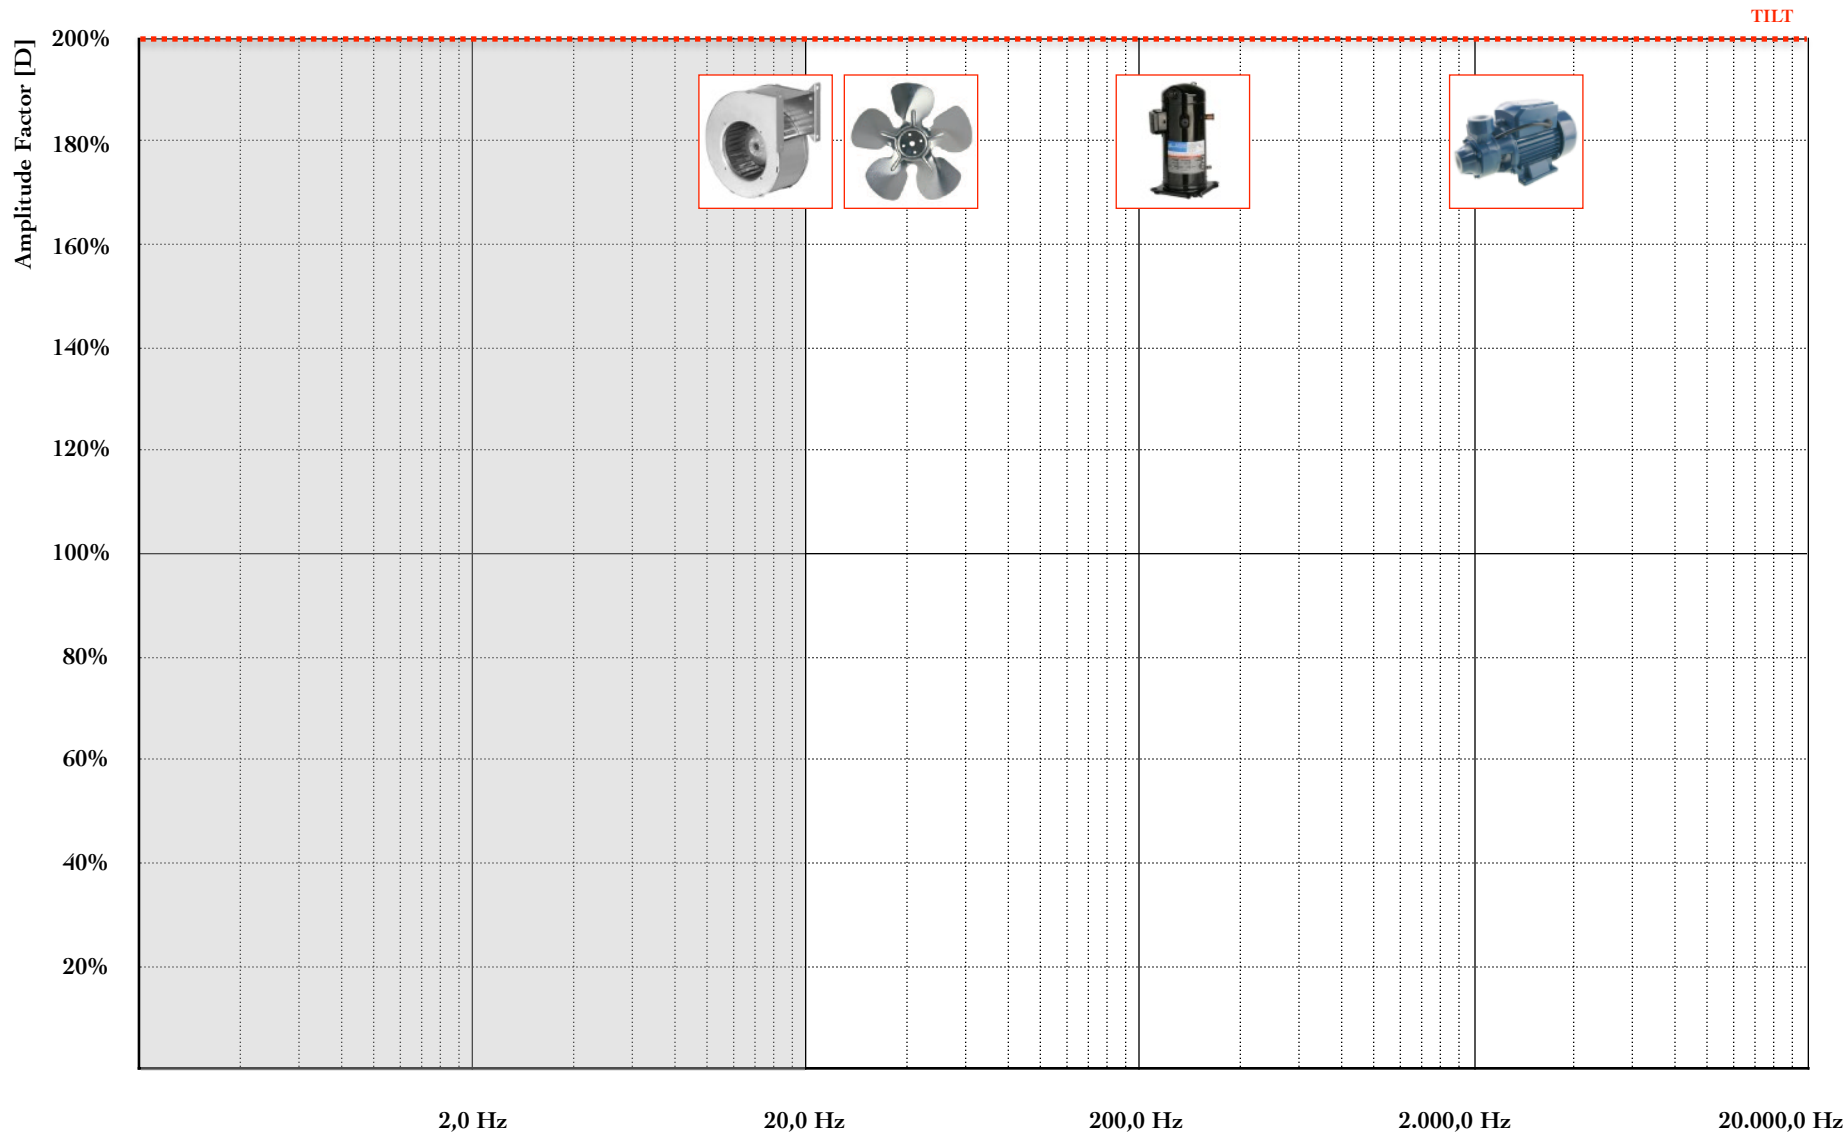 TILT
Amplitude Factor [D]
200%
180%
160%
140%
120%
100%
80%
60%
40%
20%
2,0 Hz
20,0 Hz
200,0 Hz
2.000,0 Hz
20.000,0 Hz